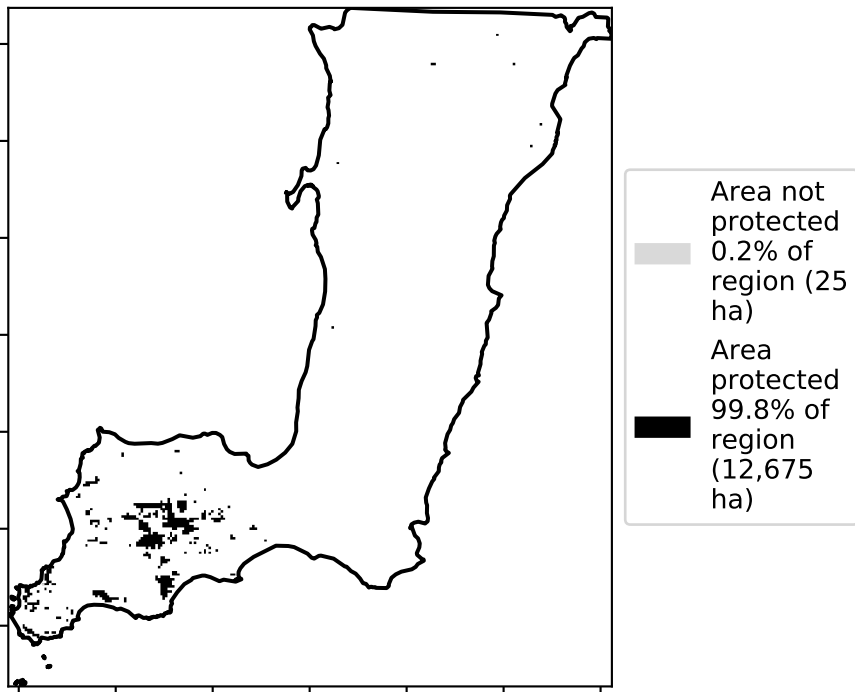 Area not
protected
0.2% of
region (25
ha)
Area
protected
99.8% of
region
(12,675
ha)